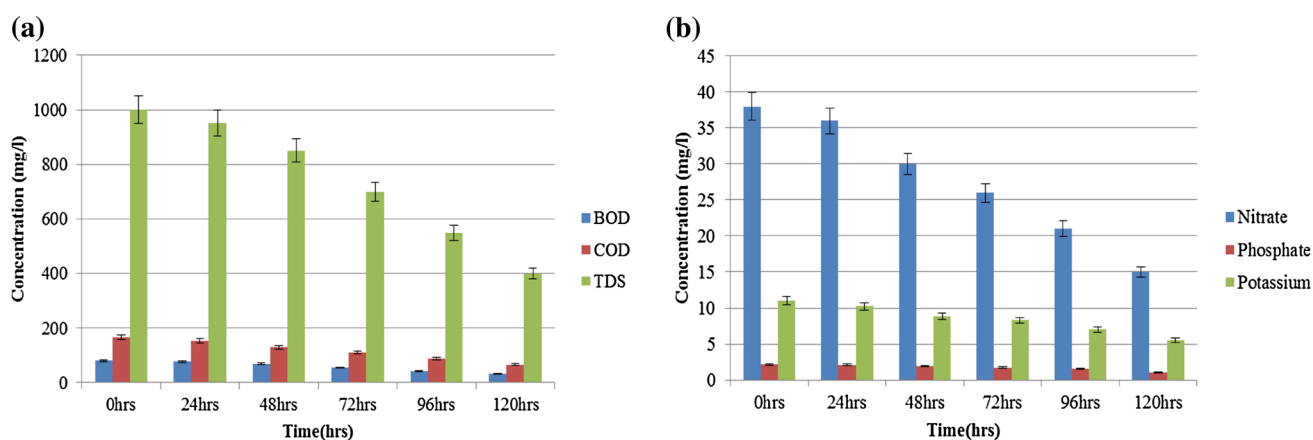 (a)
Concentration (mg/l)
1200
1000
800
600
400
200
0
0hrs 24hrs 48hrs 72hrs 96hrs 120hrs
Time(hrs)
BOD
COD
TDS
(b)
Concentration (mg/l)
45
40
35
30
25
20
15
10
5
0
0hrs 24hrs 48hrs 72hrs 96hrs 120hrs
Time(hrs)
Nitrate
Phosphate
Potassium